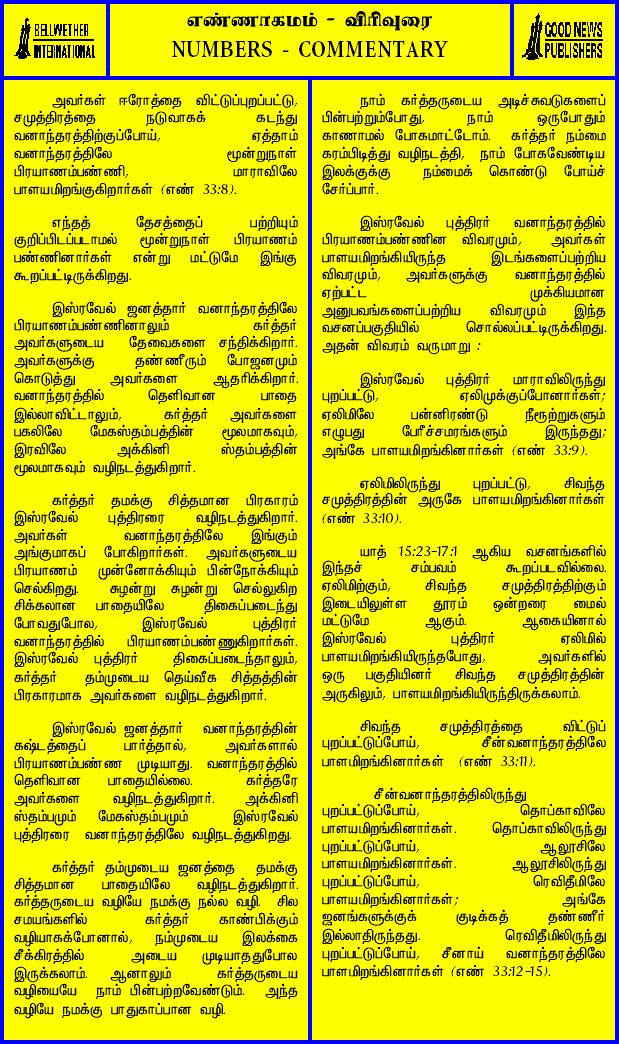 BELLWETHER
INTERNATIONAL
எண்ணாகமம் - விரிவுரை
NUMBERS - COMMENTARY
GOOD NEWS
PUBLISHERS
அவர்கள் ஈரோத்தை விட்டுப்புறப்பட்டு,
சமுத்திரத்தை நடுவாகக் கடந்து
வனாந்தரத்திற்குப்போய், ஏத்தாம்
வனாந்தரத்திலே மூன்றுநாள்
பிரயாணம்பண்ணி, மாராவிலே
பாளயமிறங்குகிறார்கள் (எண் 33:8).
எந்தத் தேசத்தைப் பற்றியும்
குறிப்பிடப்படாமல் மூன்றுநாள் பிரயாணம்
பண்ணினார்கள் என்று மட்டுமே இங்கு
கூறப்பட்டிருக்கிறது.
இஸ்ரவேல் ஜனத்தார் வனாந்தரத்திலே
பிரயாணம்பண்ணினாலும் கர்த்தர்
அவர்களுடைய தேவைகளை சந்திக்கிறார்.
அவர்களுக்கு தண்ணீரும் போஜனமும்
கொடுத்து அவர்களை ஆதரிக்கிறார்.
வனாந்தரத்தில் தெளிவான பாதை
இல்லாவிட்டாலும், கர்த்தர் அவர்களை
பகலிலே மேகஸ்தம்பத்தின் மூலமாகவும்,
இரவிலே அக்கினி ஸ்தம்பத்தின்
மூலமாகவும் வழிநடத்துகிறார்.
கர்த்தர் தமக்கு சித்தமான பிரகாரம்
இஸ்ரவேல் புத்திரரை வழிநடத்துகிறார்.
அவர்கள் வனாந்தரத்திலே இங்கும்
அங்குமாகப் போகிறார்கள். அவர்களுடைய
பிரயாணம் முன்னோக்கியும் பின்நோக்கியும்
செல்கிறது. சுழன்று சுழன்று செல்லுகிற
சிக்கலான பாதையிலே திகைப்படைந்து
போவதுபோல, இஸ்ரவேல் புத்திரர்
வனாந்தரத்தில் பிரயாணம்பண்ணுகிறார்கள்.
இஸ்ரவேல் புத்திரர் திகைப்படைந்தாலும்,
கர்த்தர் தம்முடைய தெய்வீக சித்தத்தின்
பிரகாரமாக அவர்களை வழிநடத்துகிறார்.
இஸ்ரவேல் ஜனத்தார் வனாந்தரத்தின்
கஷ்டத்தைப் பார்த்தால், அவர்களால்
பிரயாணம்பண்ண முடியாது. வனாந்தரத்தில்
தெளிவான பாதையில்லை. கர்த்தரே
அவர்களை வழிநடத்துகிறார். அக்கினி
ஸ்தம்பமும் மேகஸ்தம்பமும் இஸ்ரவேல்
புத்திரரை வனாந்தரத்திலே வழிநடத்துகிறது.
கர்த்தர் தம்முடைய ஜனத்தை தமக்கு
சித்தமான பாதையிலே வழிநடத்துகிறார்.
கர்த்தருடைய வழியே நமக்கு நல்ல வழி. சில
சமயங்களில் கர்த்தர் காண்பிக்கும்
வழியாகக்போனால், நம்முடைய இலக்கை
சீக்கிரத்தில் அடைய முடியாததுபோல
இருக்கலாம். ஆனாலும் கர்த்தருடைய
வழியையே நாம் பின்பற்றவேண்டும். அந்த
வழியே நமக்கு பாதுகாப்பான வழி.
நாம் கர்த்தருடைய அடிச்சுவடுகளைப்
பின்பற்றும்போது, நாம் ஒருபோதும்
காணாமல் போகமாட்டோம். கர்த்தர் நம்மை
கரம்பிடித்து வழிநடத்தி, நாம் போகவேண்டிய
இலக்குக்கு நம்மைக் கொண்டு போய்ச்
சேர்ப்பார்.
இஸ்ரவேல் புத்திரர் வனாந்தரத்தில்
பிரயாணம்பண்ணின விவரமும், அவர்கள்
பாளயமிறங்கியிருந்த இடங்களைப்பற்றிய
விவரமும், அவர்களுக்கு வனாந்தரத்தில்
ஏற்பட்ட முக்கியமான
அனுபவங்களைப்பற்றிய விவரமும் இந்த
வசனப்பகுதியில் சொல்லப்பட்டிருக்கிறது.
அதன் விவரம் வருமாறு :
இஸ்ரவேல் புத்திரர் மாராவிலிருந்து
புறப்பட்டு, ஏலிமுக்குப்போனார்கள்;
ஏலிமிலே பன்னிரண்டு நீரூற்றுகளும்
எழுபது பேரீச்சமரங்களும் இருந்தது;
அங்கே பாளயமிறங்கினார்கள் (எண் 33:9).
ஏலிமிலிருந்து புறப்பட்டு, சிவந்த
சமுத்திரத்தின் அருகே பாளயமிறங்கினார்கள்
(எண் 33:10).
யாத் 15:23-17:1 ஆகிய வசனங்களில்
இந்தச் சம்பவம் கூறப்படவில்லை.
ஏலிமிற்கும், சிவந்த சமுத்திரத்திற்கும்
இடையிலுள்ள தூரம் ஒன்றரை மைல்
மட்டுமே ஆகும். ஆகையினால்
இஸ்ரவேல் புத்திரர் ஏலிமில்
பாளயமிறங்கியிருந்தபோது, அவர்களில்
ஒரு பகுதியினர் சிவந்த சமுத்திரத்தின்
அருகிலும், பாளயமிறங்கியிருந்திருக்கலாம்.
சிவந்த சமுத்திரத்தை விட்டுப்
புறப்பட்டுப்போய், சீன்வனாந்தரத்திலே
பாளமிறங்கினார்கள் (எண் 33:11).
சீன்வனாந்தரத்திலிருந்து
புறப்பட்டுப்போய், தொப்காவிலே
பாளயமிறங்கினார்கள். தொப்காவிலிருந்து
புறப்பட்டுப்போய், ஆலூசிலே
பாளயமிறங்கினார்கள். ஆலூசிலிருந்து
புறப்பட்டுப்போய், ரெவிதீமிலே
பாளயமிறங்கினார்கள்; அங்கே
ஜனங்களுக்குக் குடிக்கத் தண்ணீர்
இல்லாதிருந்தது. ரெவிதீமிலிருந்து
புறப்பட்டுப்போய், சீனாய் வனாந்தரத்திலே
பாளமிறங்கினார்கள் (எண் 33:12-15).